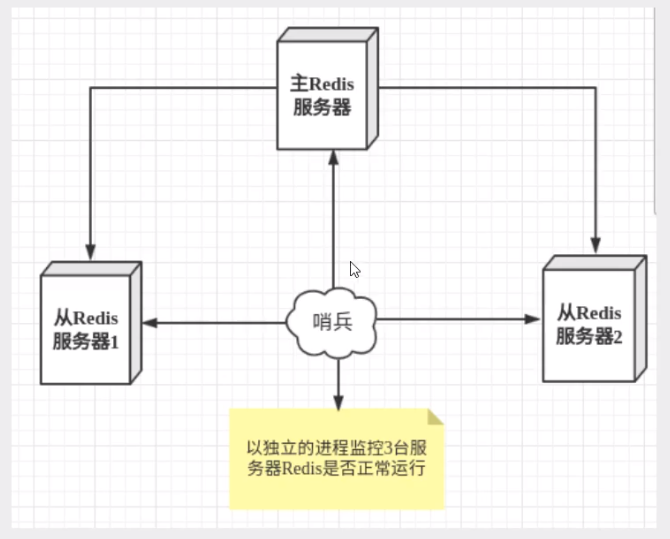 主Redis
服务器
从Redis
服务器1
哨兵
从Redis
服务器2
以独立的进程监控3台服
务器Redis是否正常运行